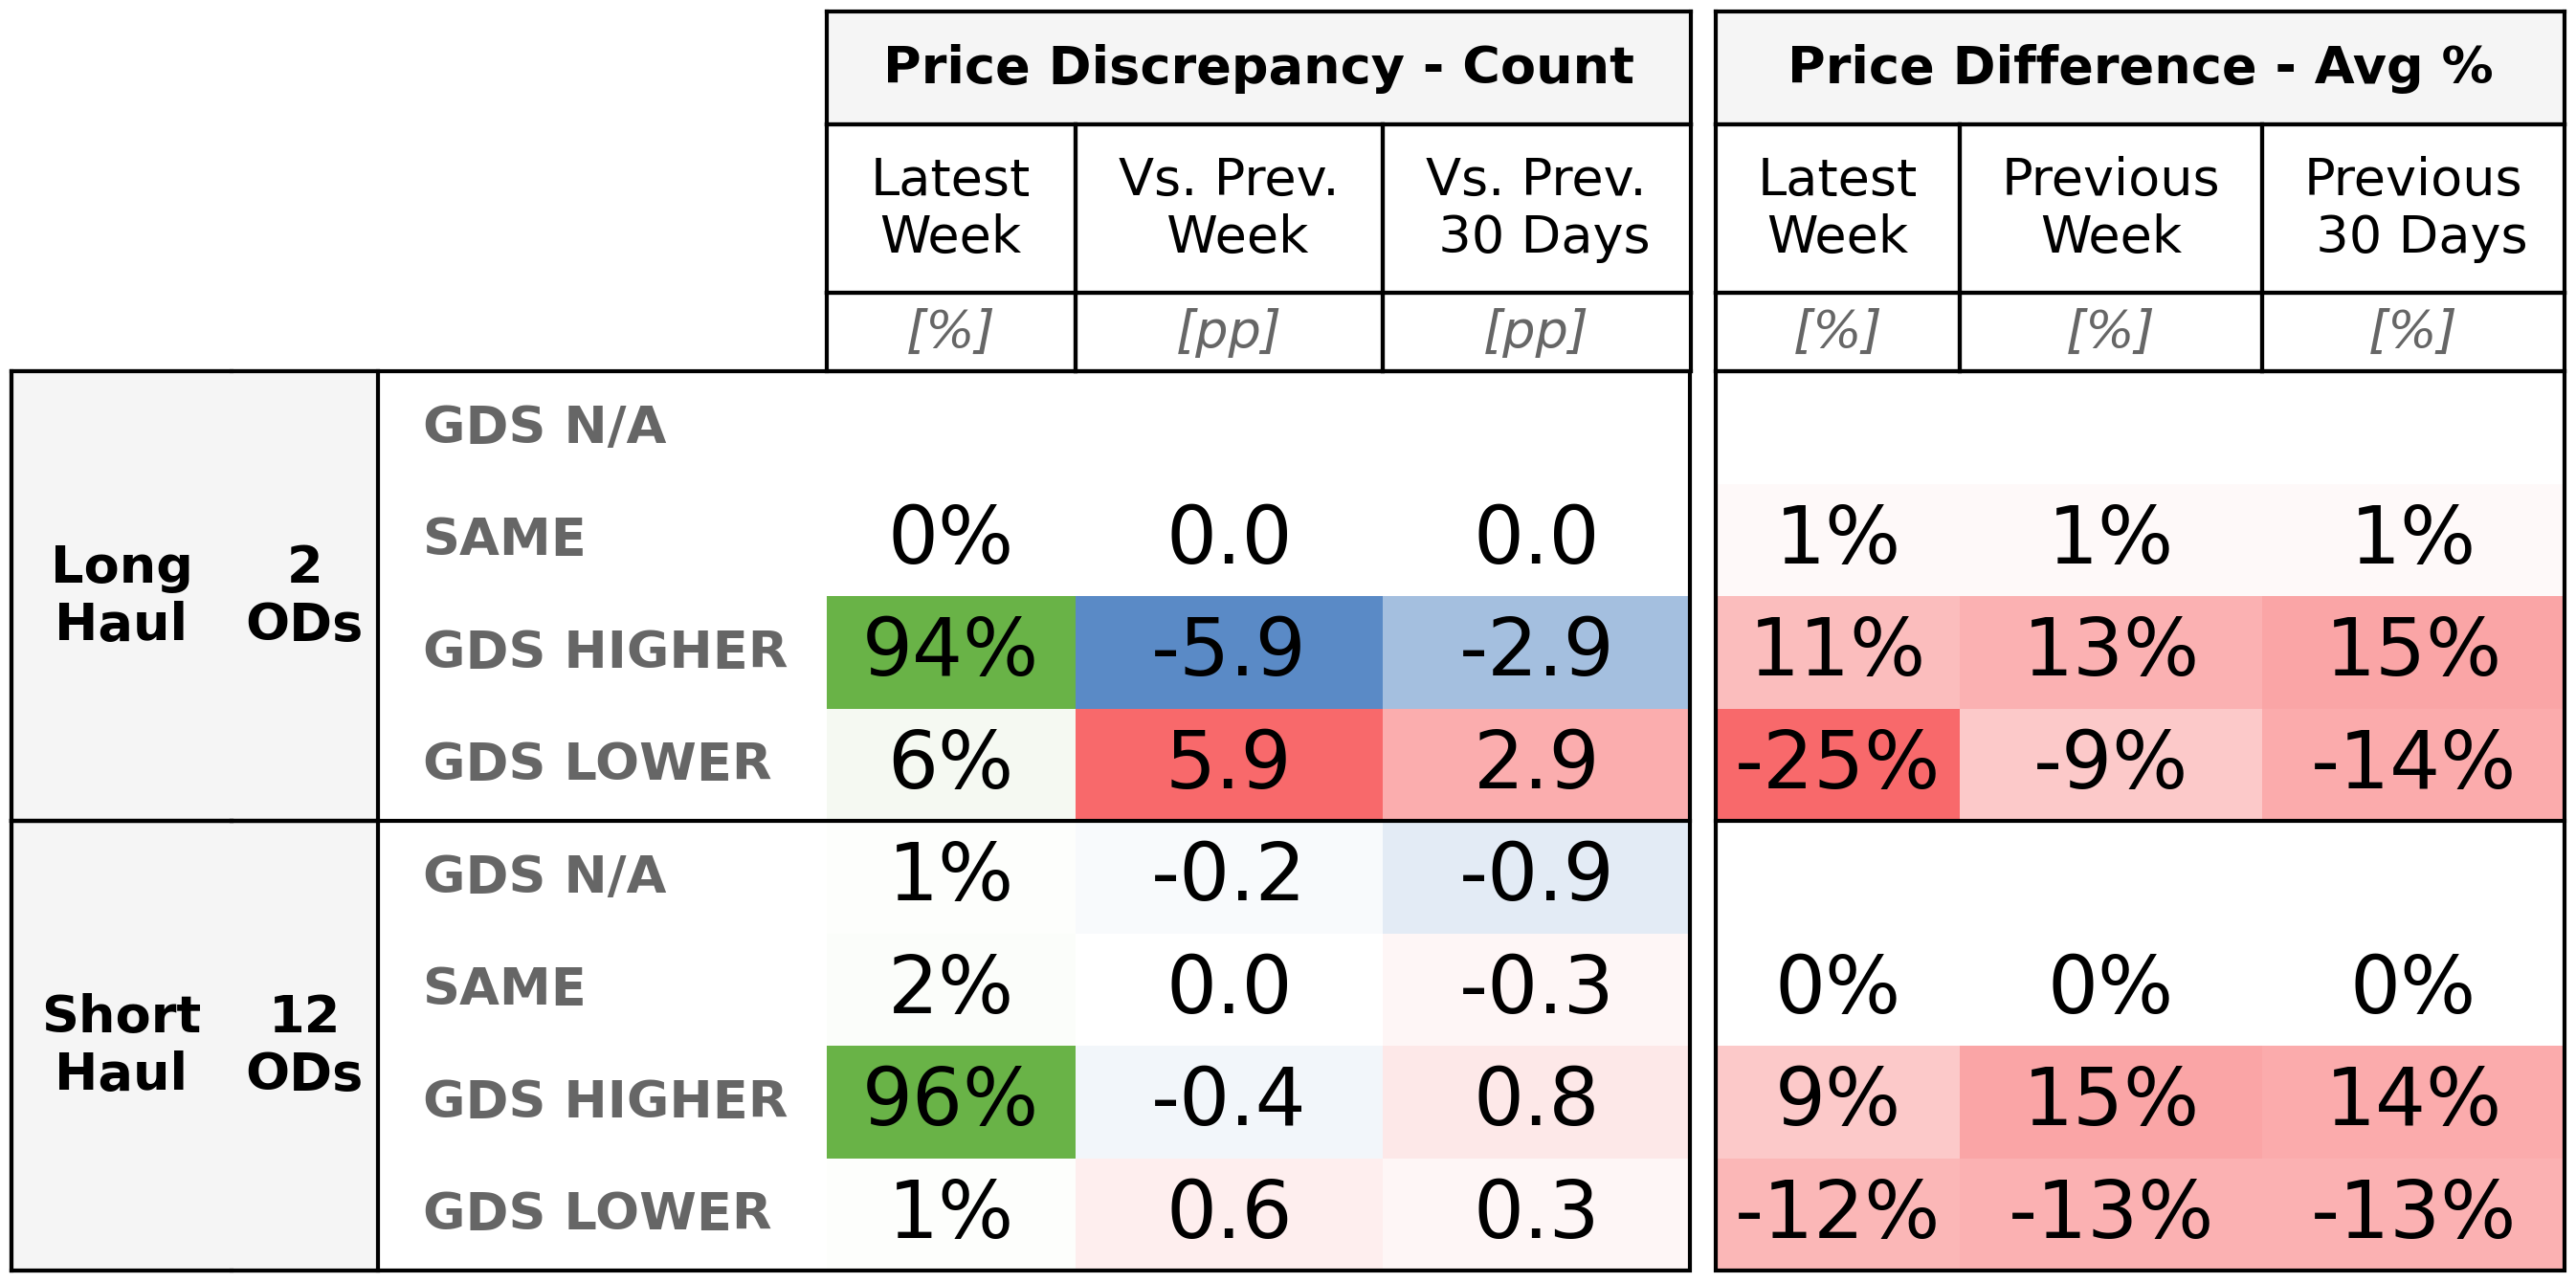 Price Discrepancy - Count Price Difference - Avg %
Latest Week Vs. Prev. Week Vs. Prev. 30 Days Latest Week Previous Week Previous 30 Days
[%] [pp] [pp] [%] [%] [%]
Long Haul 2 ODs
GDS N/A
SAME 0% 0.0 0.0 1% 1% 1%
GDS HIGHER 94% -5.9 -2.9 11% 13% 15%
GDS LOWER 6% 5.9 2.9 -25% -9% -14%
Short Haul 12 ODs
GDS N/A 1% -0.2 -0.9
SAME 2% 0.0 -0.3 0% 0% 0%
GDS HIGHER 96% -0.4 0.8 9% 15% 14%
GDS LOWER 1% 0.6 0.3 -12% -13% -13%